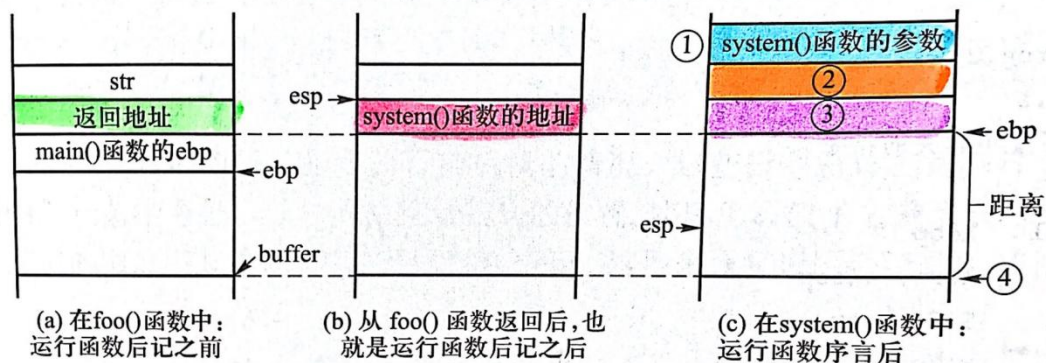 str
返回地址
main()函数的ebp
ebp
buffer
(a) 在foo()函数中：
运行函数后记之前
esp
system()函数的地址
(b) 从 foo() 函数返回后，也
就是运行函数后记之后
① system()函数的参数
②
③
ebp
距离
esp
④
(c) 在system()函数中：
运行函数序言后